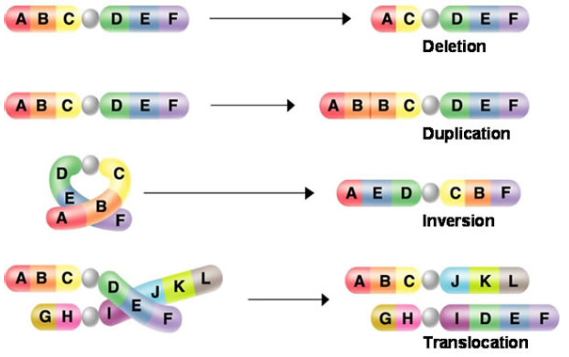 A B C D E F A C D E F
Deletion
A B C D E F A B B C D E F
Duplication
D C E B A F A E D C B F
Inversion
A B C D E J K L A B C J K L
G H I F G H I D E F
Translocation